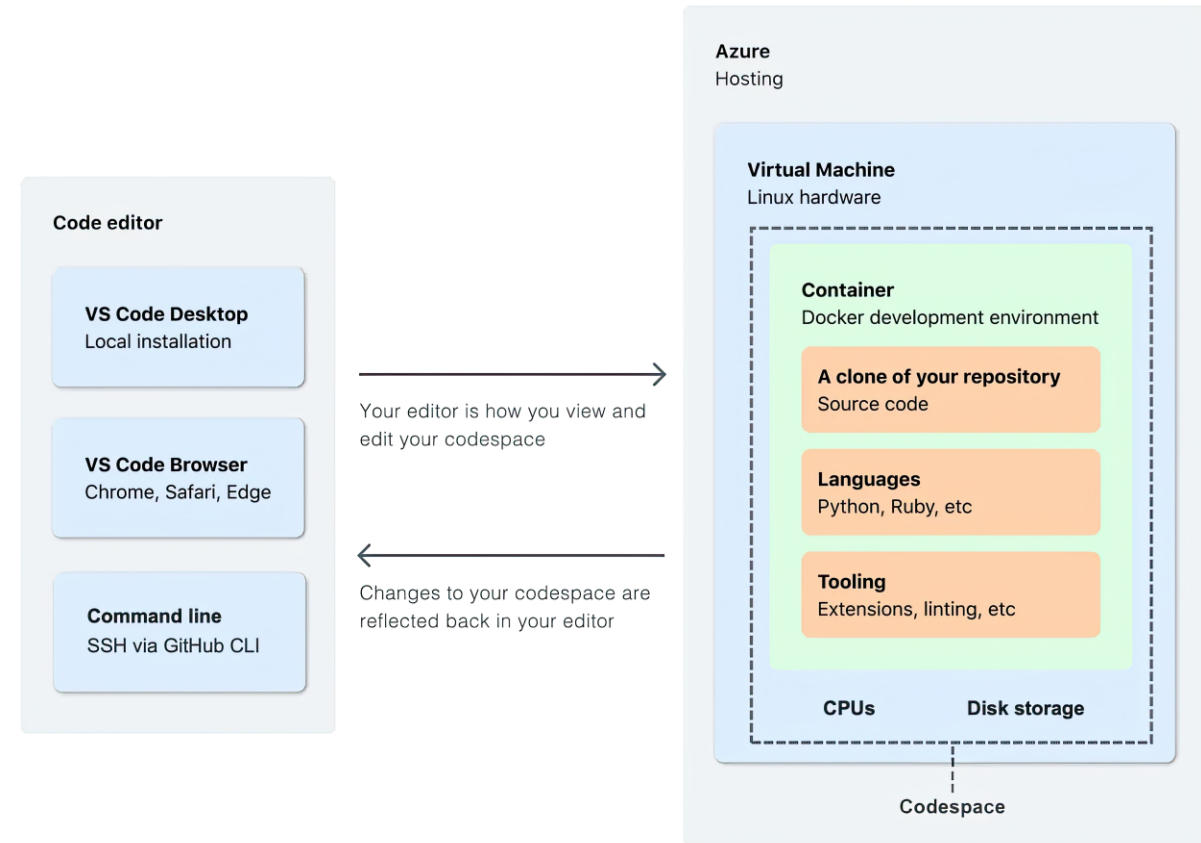 Code editor
VS Code Desktop
Local installation
VS Code Browser
Chrome, Safari, Edge
Command line
SSH via GitHub CLI
Your editor is how you view and
edit your codespace
Changes to your codespace are
reflected back in your editor
Azure
Hosting
Virtual Machine
Linux hardware
Container
Docker development environment
A clone of your repository
Source code
Languages
Python, Ruby, etc
Tooling
Extensions, linting, etc
CPUs
Disk storage
Codespace